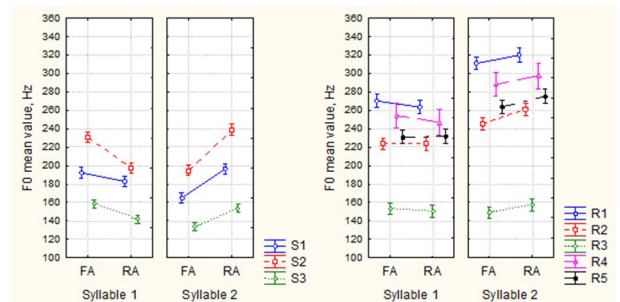 F0 mean value, Hz
360
340
320
300
280
260
240
220
200
180
160
140
120
100
FA RA FA RA
Syllable 1 Syllable 2
S1
S2
S3
F0 mean value, Hz
360
340
320
300
280
260
240
220
200
180
160
140
120
100
FA RA FA RA
Syllable 1 Syllable 2
R1
R2
R3
R4
R5